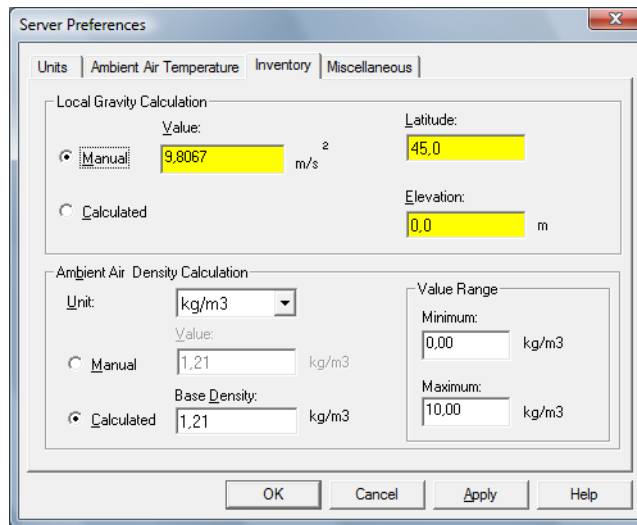 Server Preferences
Units
Ambient Air Temperature
Inventory
Miscellaneous
Local Gravity Calculation
Value:
Manual
9,8067
m/s
2
Latitude:
45,0
Calculated
Elevation:
0,0
m
Ambient Air Density Calculation
Unit:
kg/m3
Value:
Manual
1,21
kg/m3
Base Density:
Calculated
1,21
kg/m3
Value Range
Minimum:
0,00
kg/m3
Maximum:
10,00
kg/m3
OK
Cancel
Apply
Help